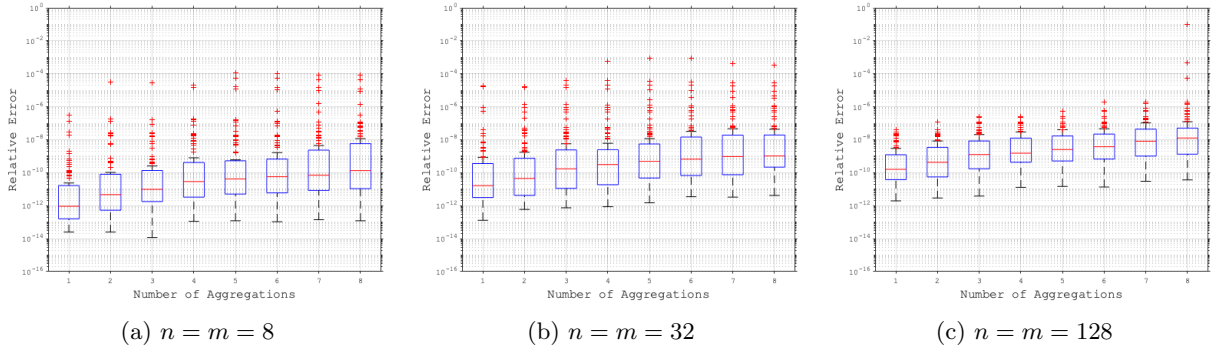 10^0
10^-2
10^-4
10^-6
10^-8
10^-10
10^-12
10^-14
10^-16
Relative Error
1 2 3 4 5 6 7 8
Number of Aggregations
(a) n = m = 8
10^0
10^-2
10^-4
10^-6
10^-8
10^-10
10^-12
10^-14
10^-16
Relative Error
1 2 3 4 5 6 7 8
Number of Aggregations
(b) n = m = 32
10^0
10^-2
10^-4
10^-6
10^-8
10^-10
10^-12
10^-14
10^-16
Relative Error
1 2 3 4 5 6 7 8
Number of Aggregations
(c) n = m = 128